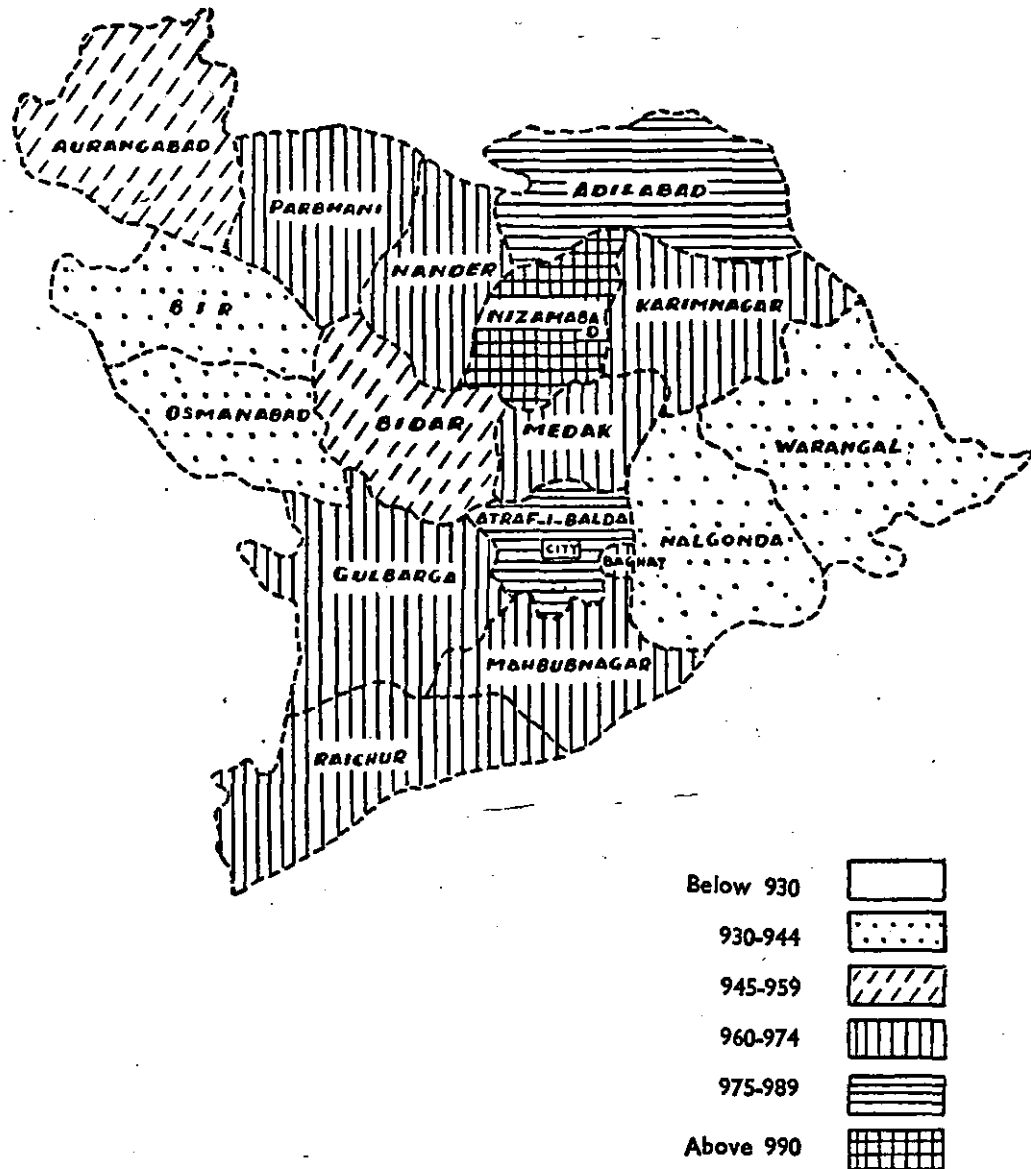 AURANGABAD
PARBHANI
ADILABAD
NANDER
BIR
NIZAMABA
D
KARIMNAGAR
OSMANABAD
BIDAR
MEDAK
WARANGAL
ATRAF-I-BALDA
CITY
BAGHAT
NALGONDA
GULBARGA
MAHBUBNAGAR
RAICHUR
Below 930
930-944
945-959
960-974
975-989
Above 990